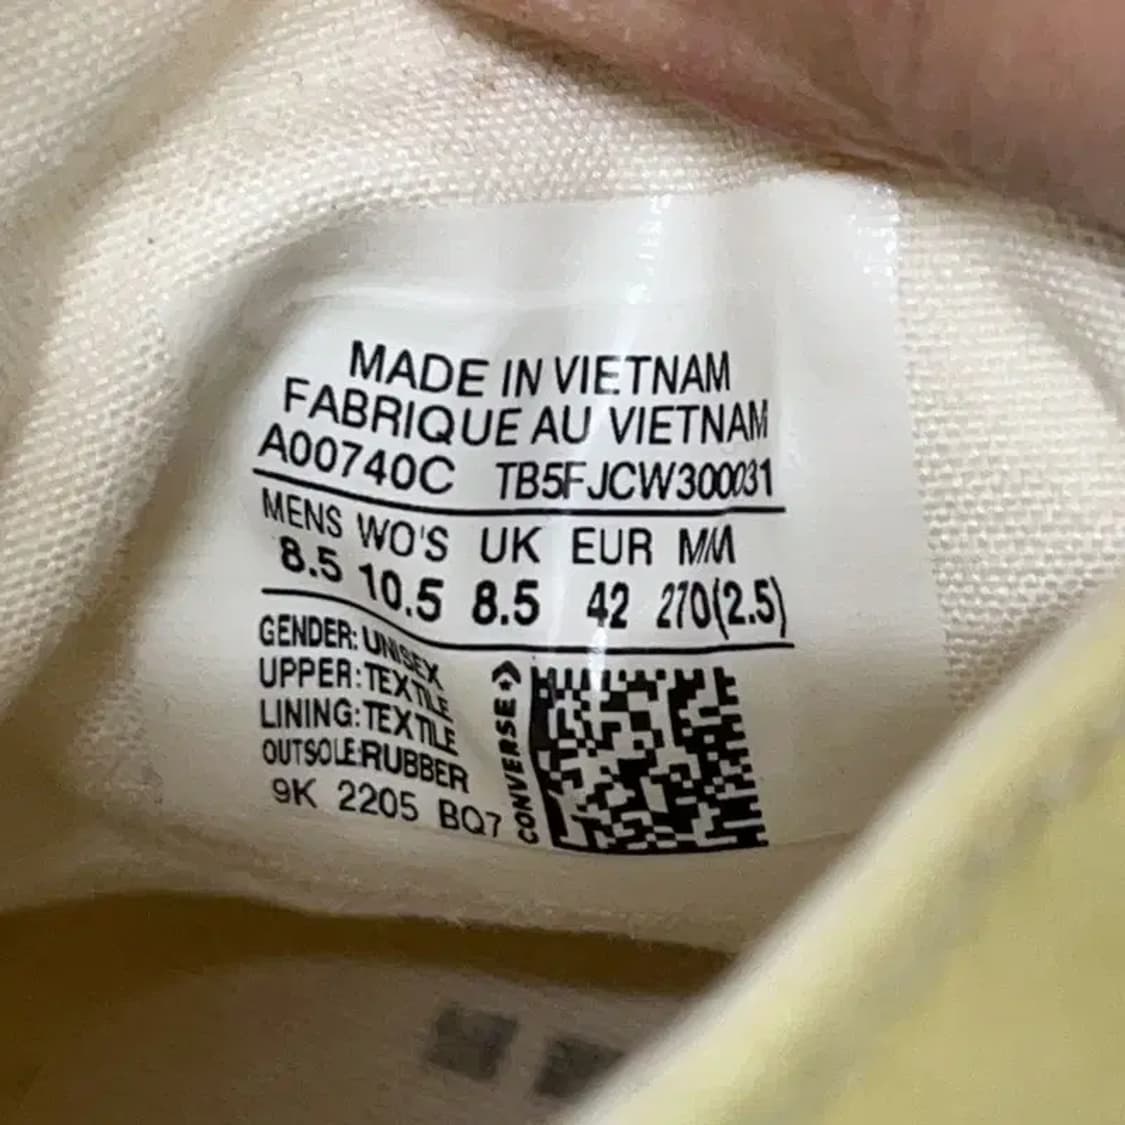 MADE IN VIETNAM
FABRIQUE AU VIETNAM
A00740C TB5FJCW300031
MENS WO'S UK EUR MM
8.5 10.5 8.5 42 270(2.5)
GENDER: UNISEX
UPPER:TEXTILE
LINING:TEXTILE
OUTSOLE:RUBBER
9K 2205 BQ7
CONVERSE